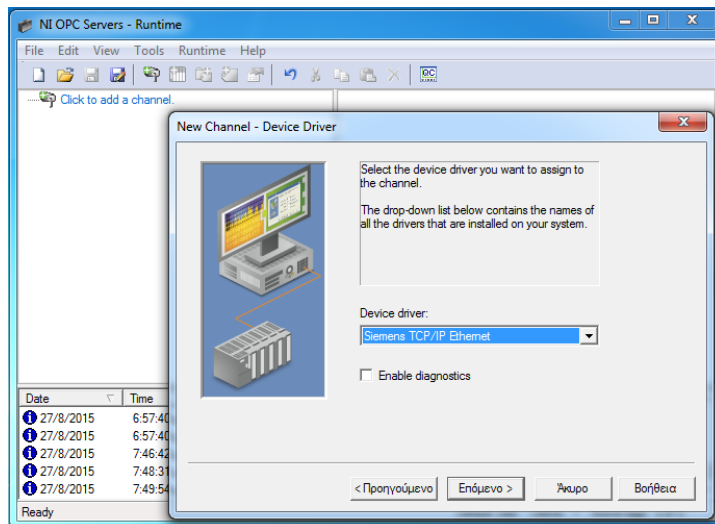 NI OPC Servers - Runtime
File Edit View Tools Runtime Help
Click to add a channel.
New Channel - Device Driver
Select the device driver you want to assign to
the channel.
The drop-down list below contains the names of
all the drivers that are installed on your system.
Device driver:
Siemens TCP/IP Ethernet
Enable diagnostics
Date Time
27/8/2015 6:57:40
27/8/2015 6:57:40
27/8/2015 7:46:42
27/8/2015 7:48:31
27/8/2015 7:49:54
< Προηγούμενο Επόμενο > Άκυρο Βοήθεια
Ready